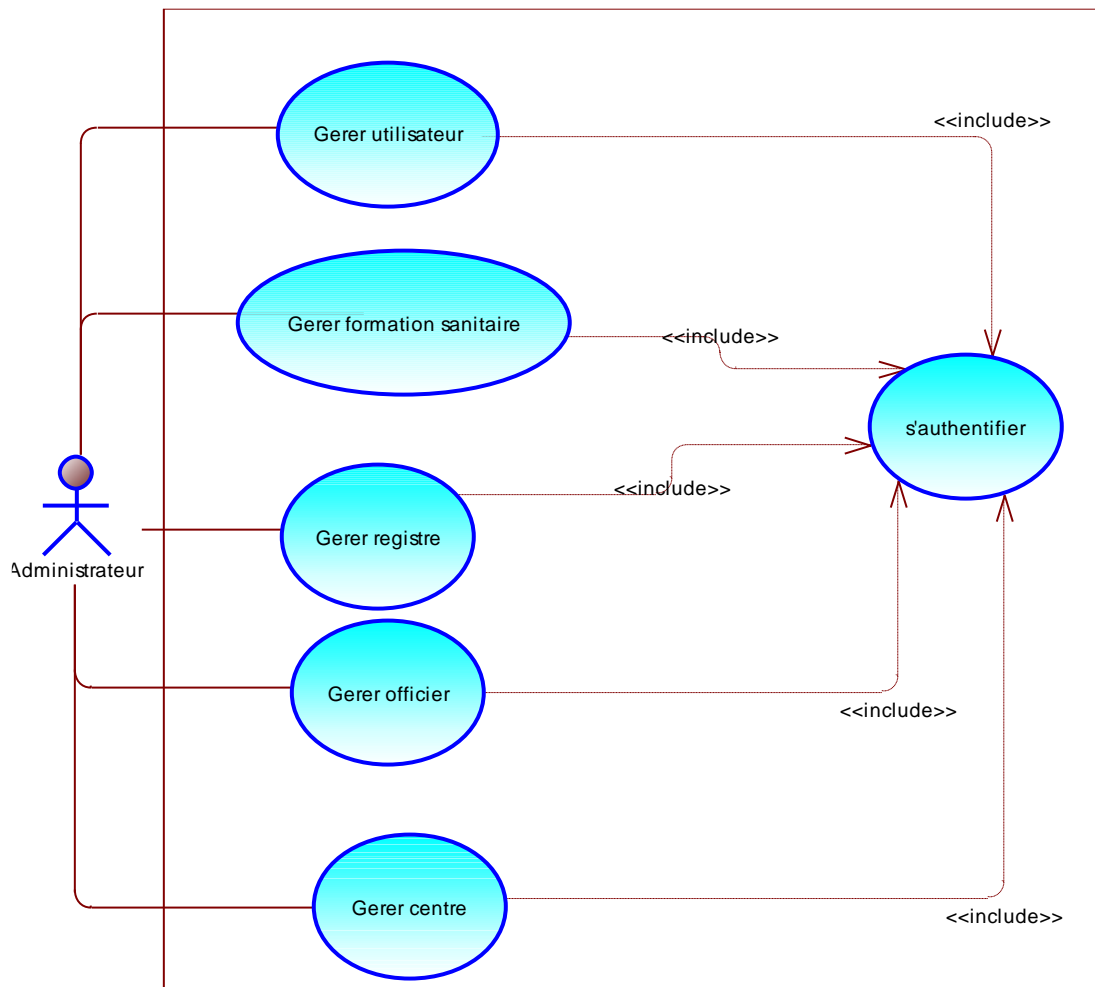 Gerer utilisateur
<<include>>
Gerer formation sanitaire
<<include>>
s'authentifier
<<include>>
Gerer registre
Administrateur
Gerer officier
<<include>>
Gerer centre
<<include>>